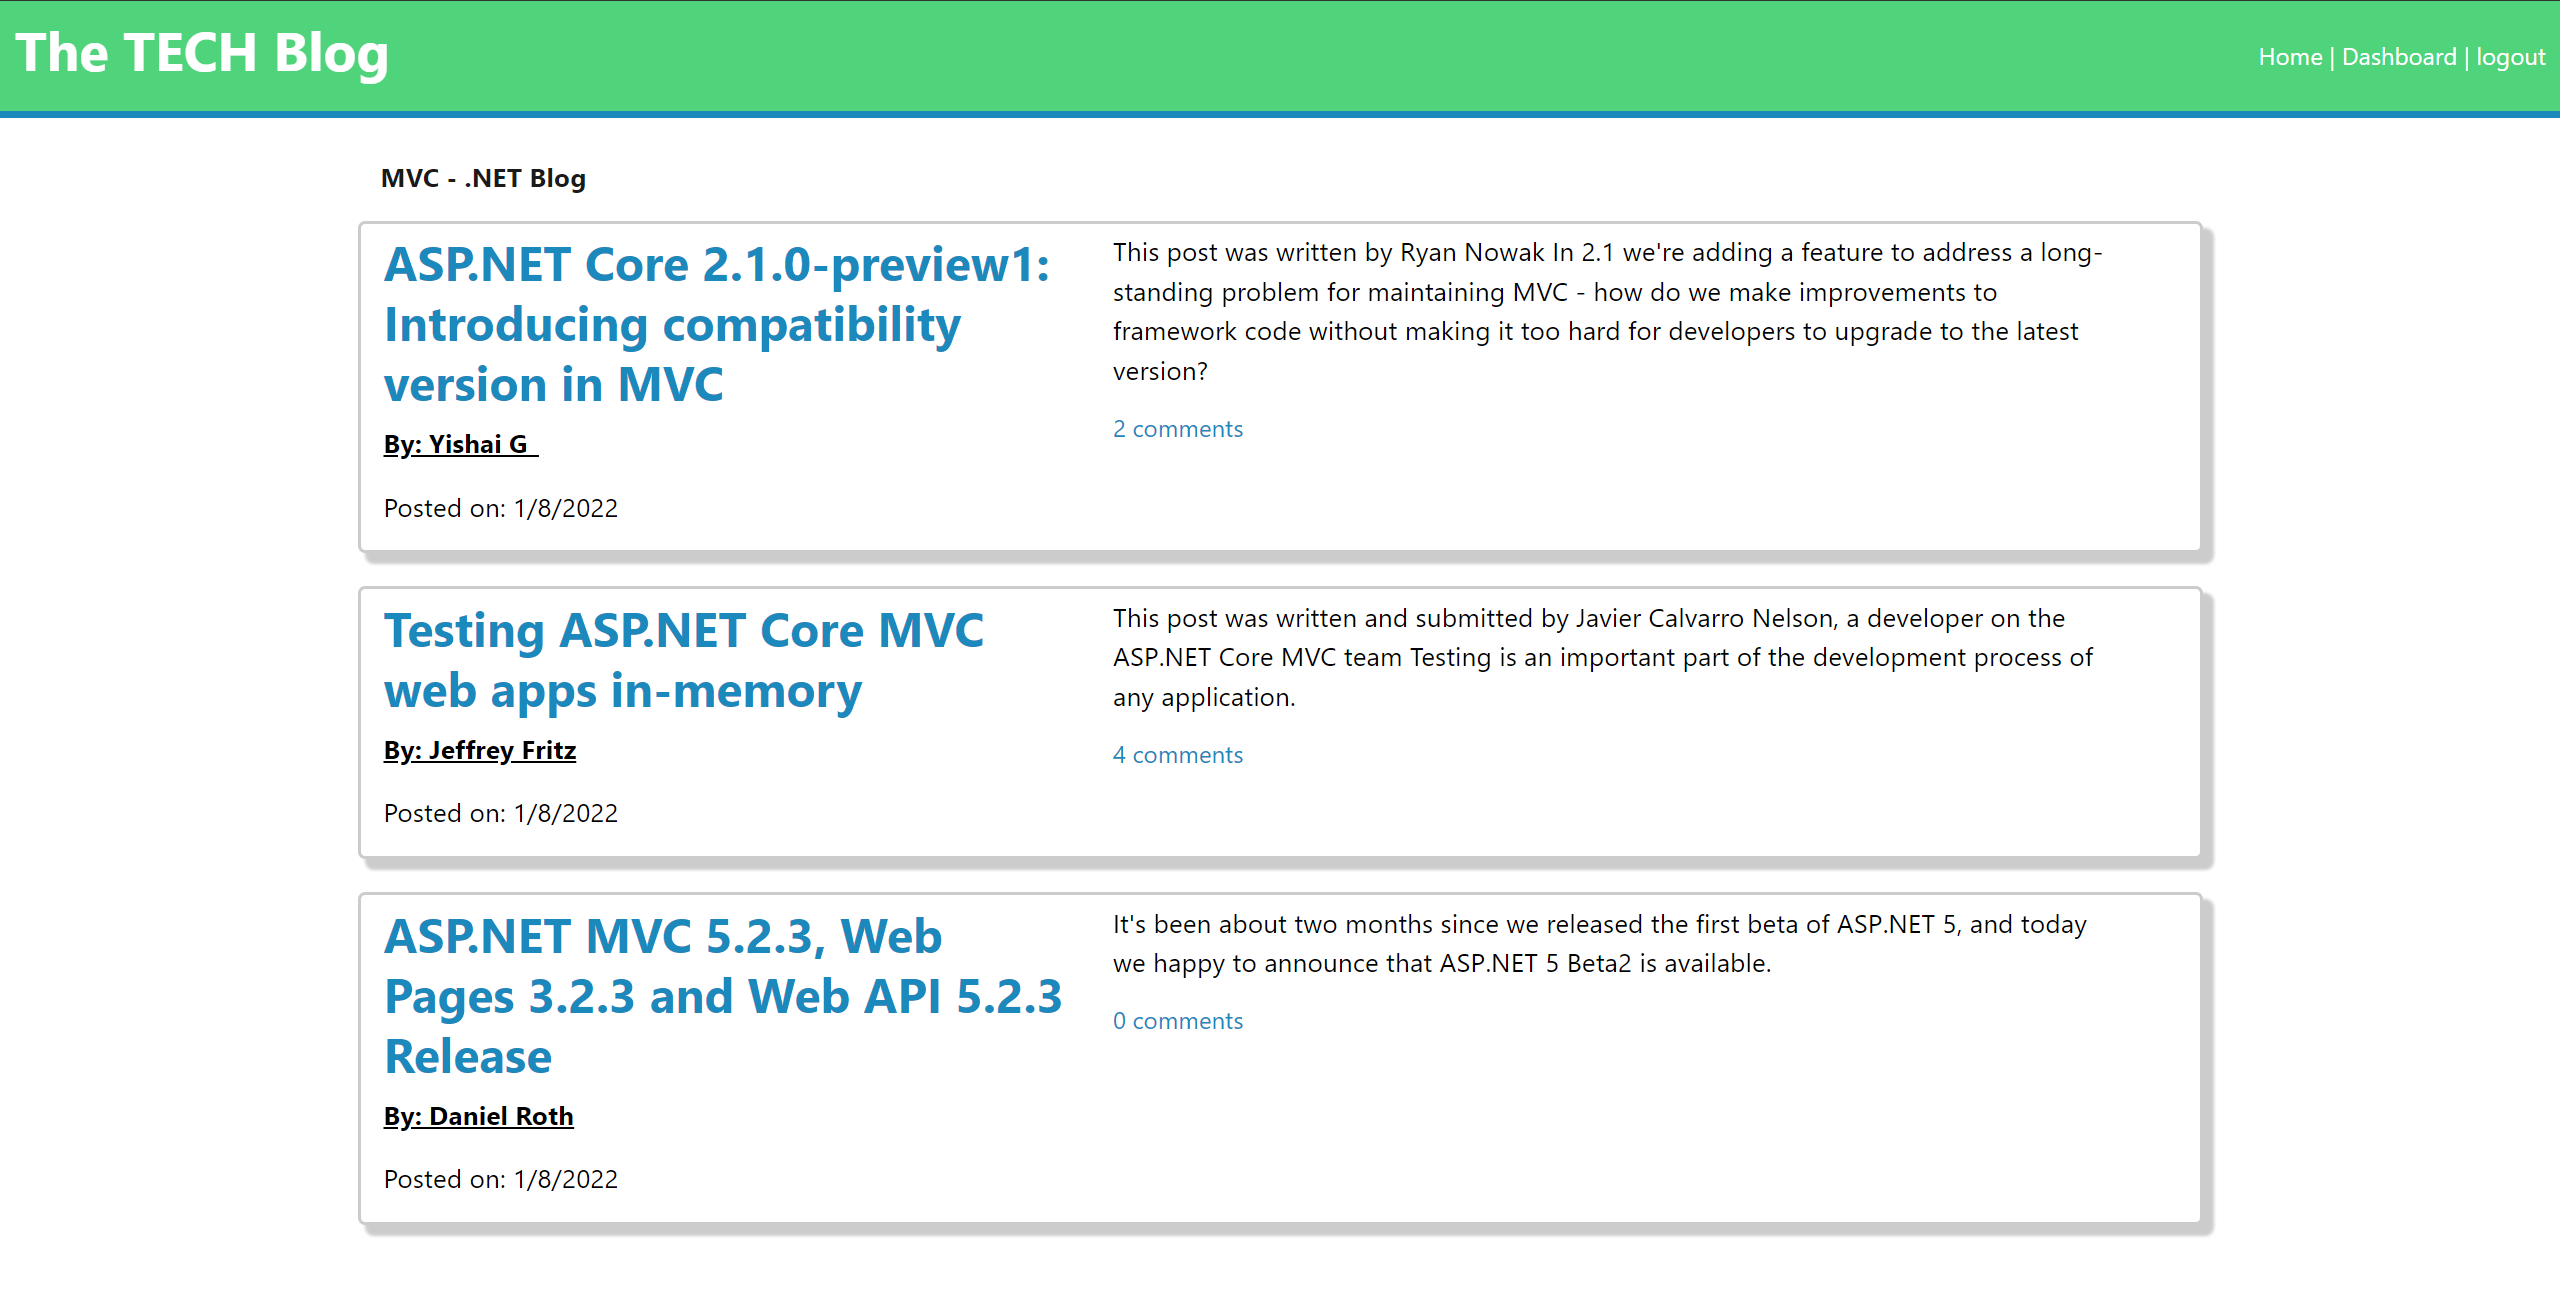 The TECH Blog
Home | Dashboard | logout
MVC - .NET Blog
ASP.NET Core 2.1.0-preview1:
Introducing compatibility
version in MVC
By: Yishai G
Posted on: 1/8/2022
This post was written by Ryan Nowak In 2.1 we're adding a feature to address a long-
standing problem for maintaining MVC - how do we make improvements to
framework code without making it too hard for developers to upgrade to the latest
version?
2 comments
Testing ASP.NET Core MVC
web apps in-memory
By: Jeffrey Fritz
Posted on: 1/8/2022
This post was written and submitted by Javier Calvarro Nelson, a developer on the
ASP.NET Core MVC team Testing is an important part of the development process of
any application.
4 comments
ASP.NET MVC 5.2.3, Web
Pages 3.2.3 and Web API 5.2.3
Release
By: Daniel Roth
Posted on: 1/8/2022
It's been about two months since we released the first beta of ASP.NET 5, and today
we happy to announce that ASP.NET 5 Beta2 is available.
0 comments